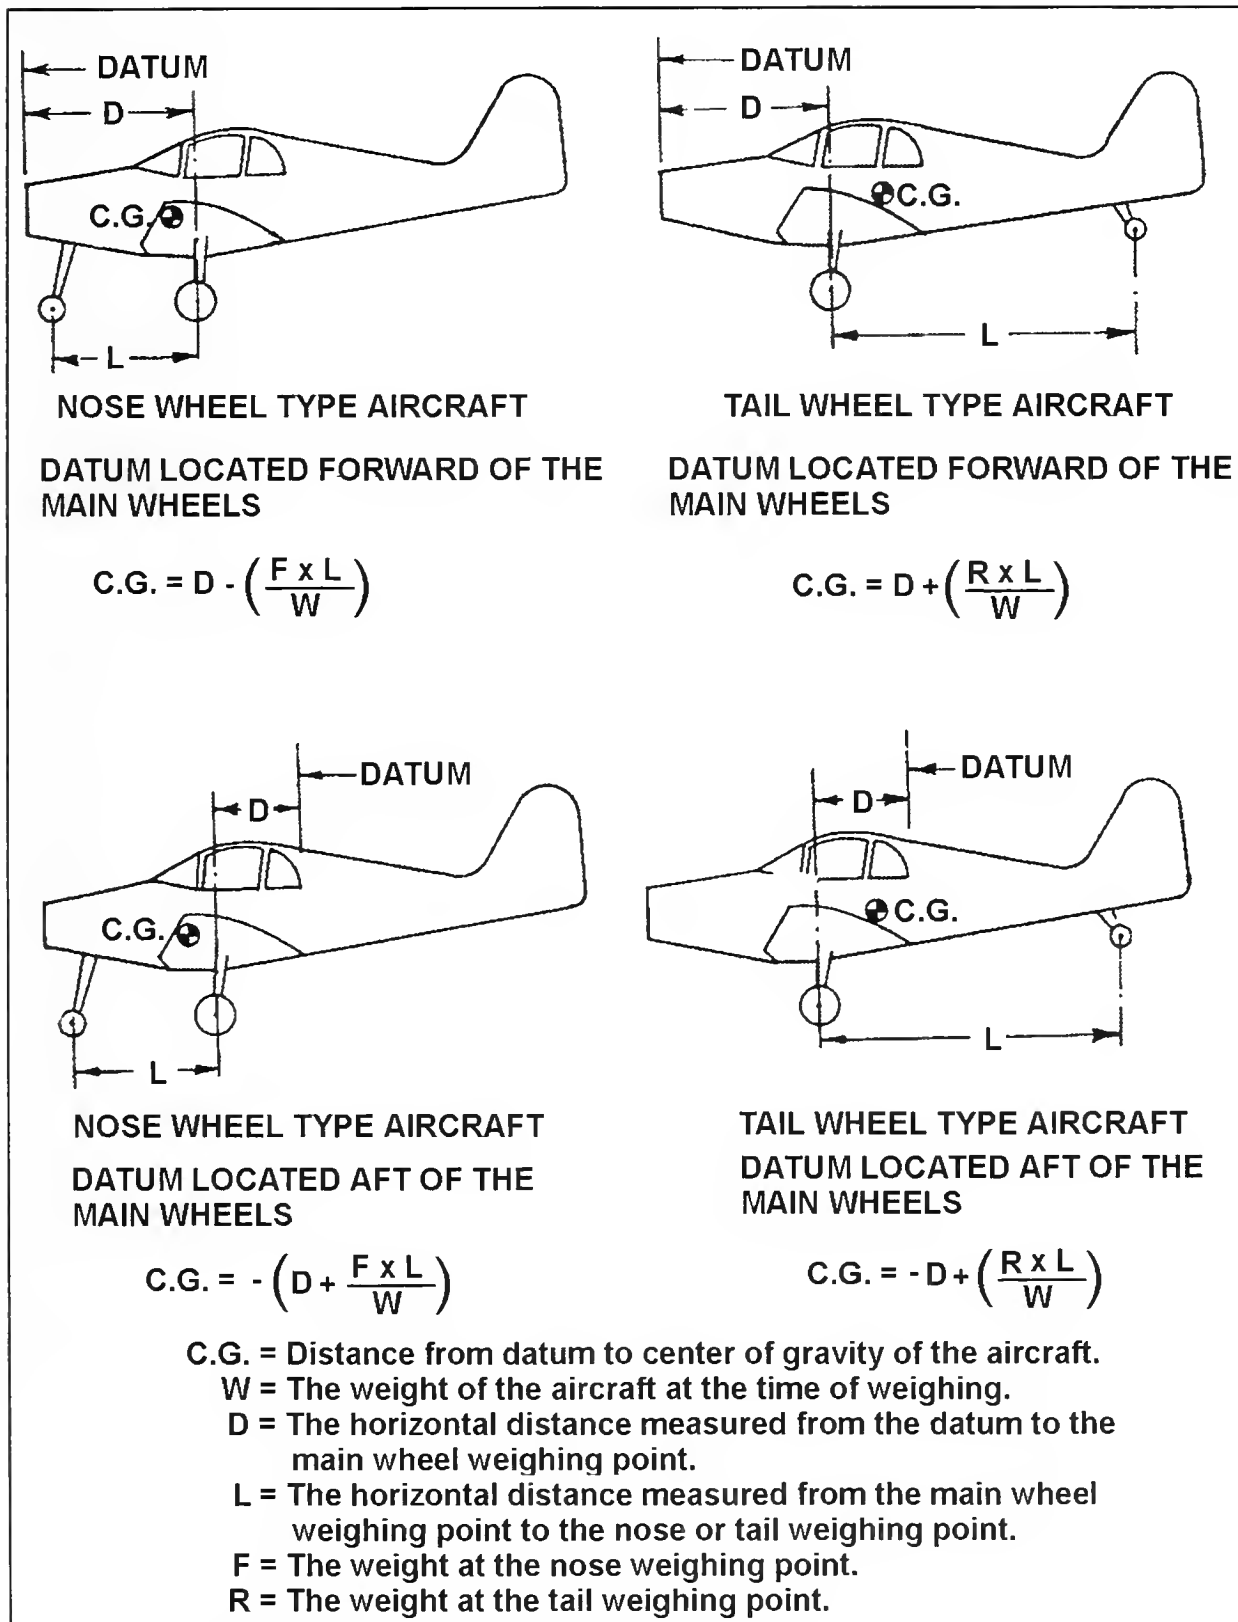 DATUM
D
C.G.
L
NOSE WHEEL TYPE AIRCRAFT
DATUM LOCATED FORWARD OF THE
MAIN WHEELS
C.G. = D - (F x L / W)
DATUM
D
C.G.
L
TAIL WHEEL TYPE AIRCRAFT
DATUM LOCATED FORWARD OF THE
MAIN WHEELS
C.G. = D + (R x L / W)
DATUM
D
C.G.
L
NOSE WHEEL TYPE AIRCRAFT
DATUM LOCATED AFT OF THE
MAIN WHEELS
C.G. = - (D + F x L / W)
DATUM
D
C.G.
L
TAIL WHEEL TYPE AIRCRAFT
DATUM LOCATED AFT OF THE
MAIN WHEELS
C.G. = - D + (R x L / W)
C.G. = Distance from datum to center of gravity of the aircraft.
W = The weight of the aircraft at the time of weighing.
D = The horizontal distance measured from the datum to the
main wheel weighing point.
L = The horizontal distance measured from the main wheel
weighing point to the nose or tail weighing point.
F = The weight at the nose weighing point.
R = The weight at the tail weighing point.